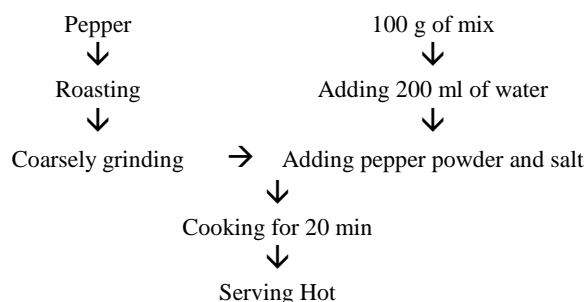 Pepper
100 g of mix
Roasting
Adding 200 ml of water
Coarsely grinding
Adding pepper powder and salt
Cooking for 20 min
Serving Hot